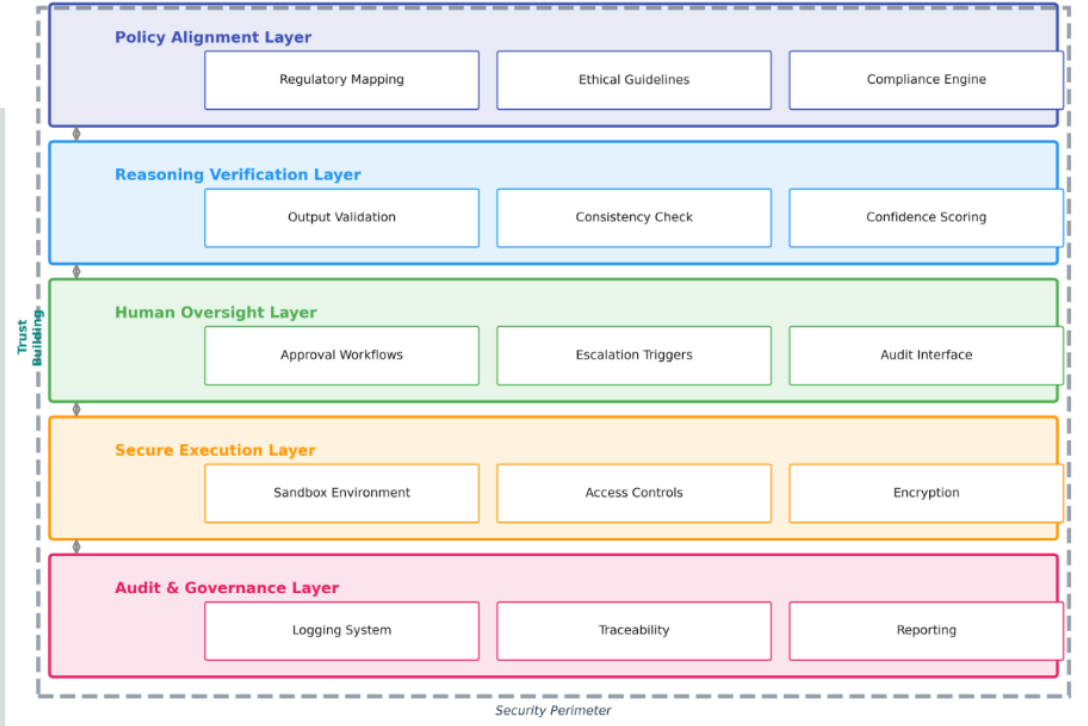 Policy Alignment Layer
Regulatory Mapping
Ethical Guidelines
Compliance Engine
Reasoning Verification Layer
Output Validation
Consistency Check
Confidence Scoring
Trust
Building
Human Oversight Layer
Approval Workflows
Escalation Triggers
Audit Interface
Secure Execution Layer
Sandbox Environment
Access Controls
Encryption
Audit & Governance Layer
Logging System
Traceability
Reporting
Security Perimeter